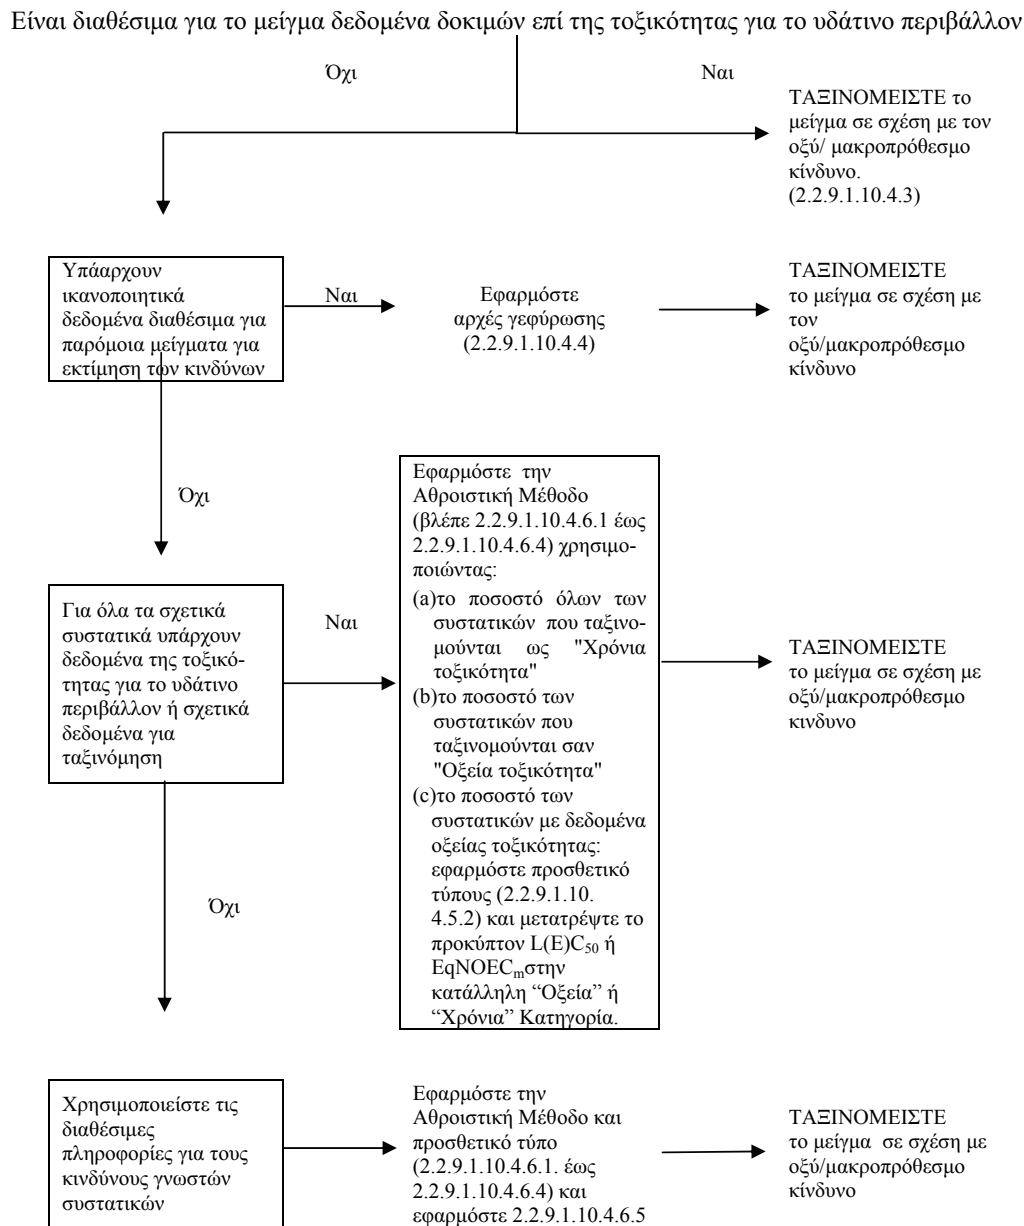 Είναι διαθέσιμα για το μείγμα δεδομένα δοκιμών επί της τοξικότητας για το υδάτινο περιβάλλον
Όχι
Ναι
ΤΑΞΙΝΟΜΕΙΣΤΕ το
μείγμα σε σχέση με τον
οξύ/ μακροπρόθεσμο
κίνδυνο.
(2.2.9.1.10.4.3)
Υπάαρχουν
ικανοποιητικά
δεδομένα διαθέσιμα για
παρόμοια μείγματα για
εκτίμηση των κινδύνων
Ναι
Εφαρμόστε
αρχές γεφύρωσης
(2.2.9.1.10.4.4)
ΤΑΞΙΝΟΜΕΙΣΤΕ
το μείγμα σε σχέση με
τον
οξύ/μακροπρόθεσμο
κίνδυνο
Όχι
Για όλα τα σχετικά
συστατικά υπάρχουν
δεδομένα της τοξικό-
τητας για το υδάτινο
περιβάλλον ή σχετικά
δεδομένα για
ταξινόμηση
Ναι
Εφαρμόστε την
Αθροιστική Μέθοδο
(βλέπε 2.2.9.1.10.4.6.1 έως
2.2.9.1.10.4.6.4) χρησιμο-
ποιώντας:
(a)το ποσοστό όλων των
συστατικών που ταξινο-
μούνται ως "Χρόνια
τοξικότητα"
(b)το ποσοστό των
συστατικών που
ταξινομούνται σαν
"Οξεία τοξικότητα"
(c)το ποσοστό των
συστατικών με δεδομένα
οξείας τοξικότητας:
εφαρμόστε προσθετικό
τύπους (2.2.9.1.10.
4.5.2) και μετατρέψτε το
προκύπτον L(E)C50 ή
EqNOECmστην
κατάλληλη “Οξεία” ή
“Χρόνια” Κατηγορία.
ΤΑΞΙΝΟΜΕΙΣΤΕ
το μείγμα σε σχέση με
οξύ/μακροπρόθεσμο
κινδυνο
Όχι
Χρησιμοποιείστε τις
διαθέσιμες
πληροφορίες για τους
κινδύνους γνωστών
συστατικών
Εφαρμόστε την
Αθροιστική Μέθοδο και
προσθετικό τύπο
(2.2.9.1.10.4.6.1. έως
2.2.9.1.10.4.6.4) και
εφαρμόστε 2.2.9.1.10.4.6.5
ΤΑΞΙΝΟΜΕΙΣΤΕ
το μείγμα σε σχέση με
οξύ/μακροπρόθεσμο
κίνδυνο